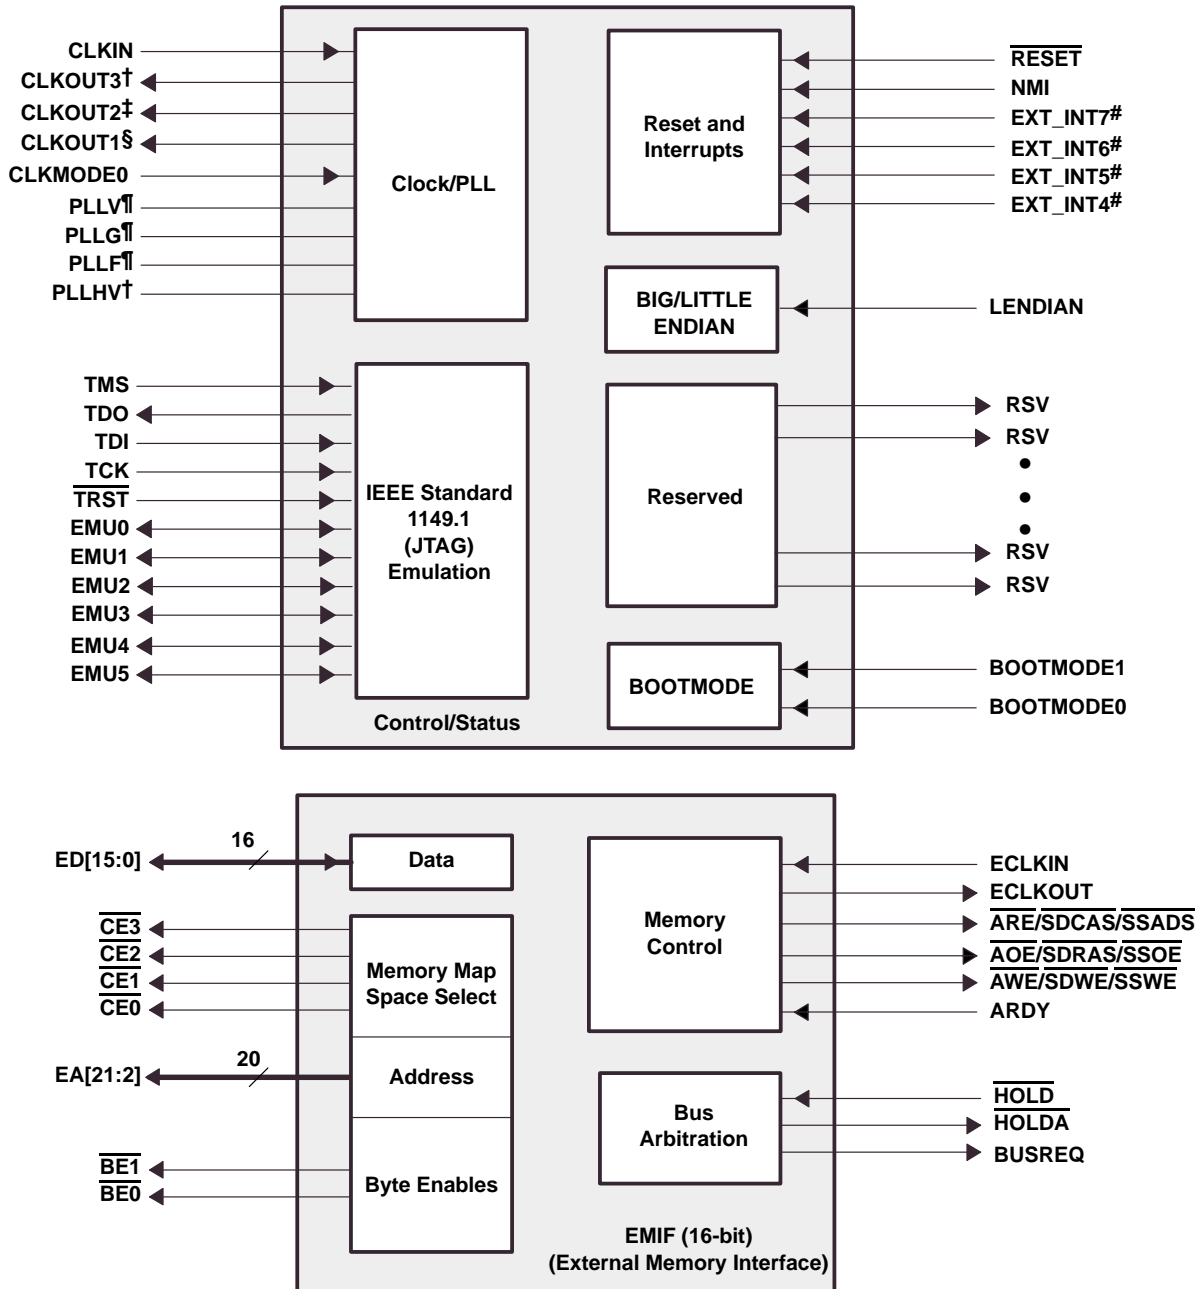 CLKIN
CLKOUT3†
CLKOUT2‡
CLKOUT1§
CLKMODE0
PLLV¶
PLLG¶
PLLF¶
PLLHV†
Clock/PLL
TMS
TDO
TDI
TCK
TRST
EMU0
EMU1
EMU2
EMU3
EMU4
EMU5
IEEE Standard
1149.1
(JTAG)
Emulation
Control/Status
Reset and
Interrupts
RESET
NMI
EXT_INT7#
EXT_INT6#
EXT_INT5#
EXT_INT4#
BIG/LITTLE
ENDIAN
LENDIAN
Reserved
RSV
RSV
•
•
•
RSV
RSV
BOOTMODE
BOOTMODE1
BOOTMODE0
ED[15:0]
16
Data
CE3
CE2
CE1
CE0
Memory Map
Space Select
EA[21:2]
20
Address
BE1
BE0
Byte Enables
Memory
Control
ECLKIN
ECLKOUT
ARE/SDCAS/SSADS
AOE/SDRAS/SSOE
AWE/SDWE/SSWE
ARDY
Bus
Arbitration
HOLD
HOLDA
BUSREQ
EMIF (16-bit)
(External Memory Interface)